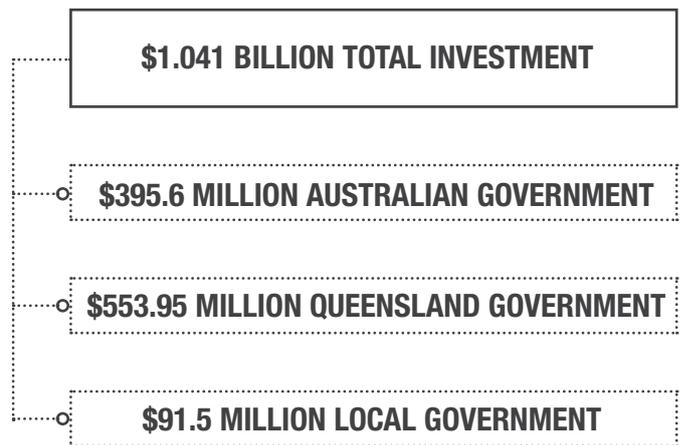 $1.041 BILLION TOTAL INVESTMENT
$395.6 MILLION AUSTRALIAN GOVERNMENT
$553.95 MILLION QUEENSLAND GOVERNMENT
$91.5 MILLION LOCAL GOVERNMENT